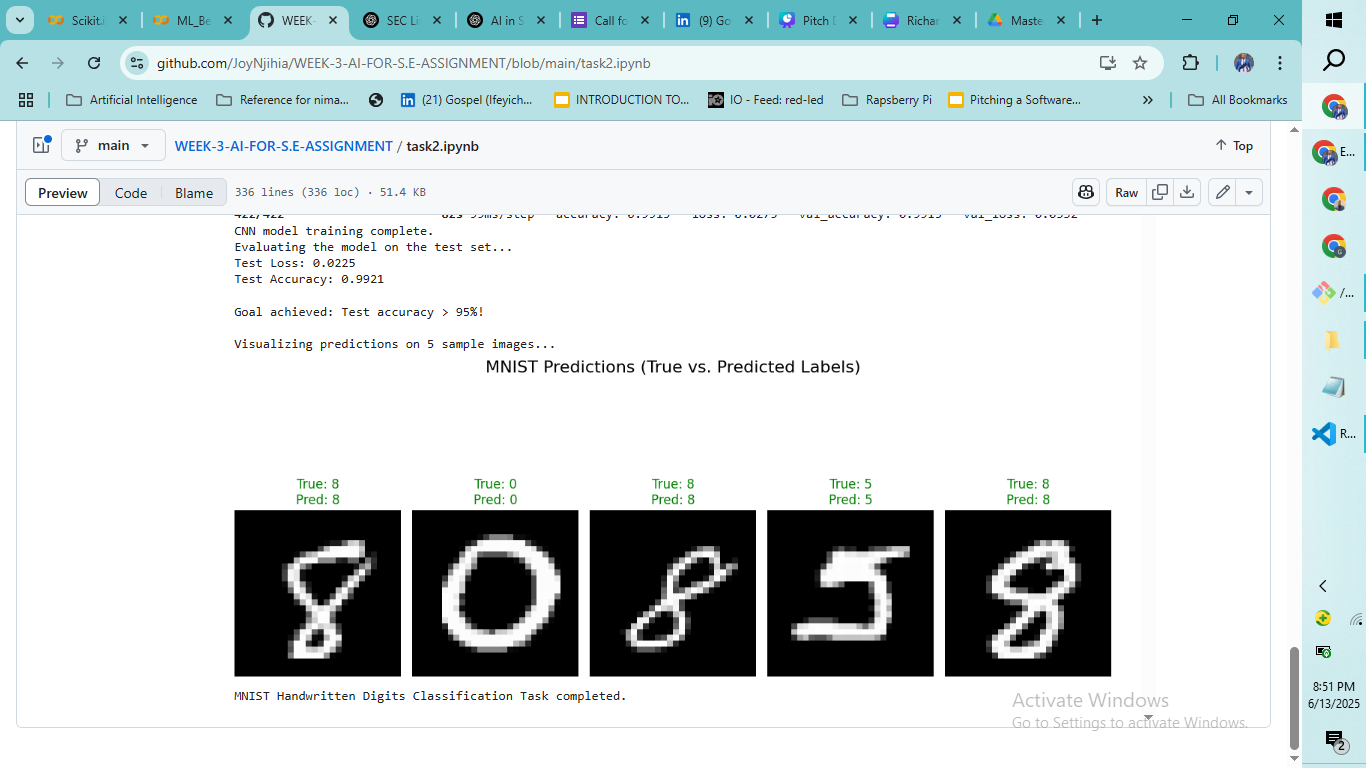 Scikit.i
ML_Be
WEEK-
SEC Li
AI in S
Call fo
(9) Go
Pitch D
Richar
Maste
github.com/JoyNjihia/WEEK-3-AI-FOR-S.E-ASSIGNMENT/blob/main/task2.ipynb
Artificial Intelligence
Reference for nima...
(21) Gospel (Ifeyich...
INTRODUCTION TO...
IO - Feed: red-led
Rapsberry Pi
Pitching a Software...
»
All Bookmarks
main
WEEK-3-AI-FOR-S.E-ASSIGNMENT / task2.ipynb
Top
Preview Code Blame 336 lines (336 loc) · 51.4 KB
Raw
CNN model training complete.
Evaluating the model on the test set...
Test Loss: 0.0225
Test Accuracy: 0.9921
Goal achieved: Test accuracy > 95%!
Visualizing predictions on 5 sample images...
MNIST Predictions (True vs. Predicted Labels)
True: 8 True: 0 True: 8 True: 5 True: 8
Pred: 8 Pred: 0 Pred: 8 Pred: 5 Pred: 8
8 0 8 5 8
MNIST Handwritten Digits Classification Task completed.
Activate Windows
Go to Settings to activate Windows.
E...
/...
R...
8:51 PM
6/13/2025
2